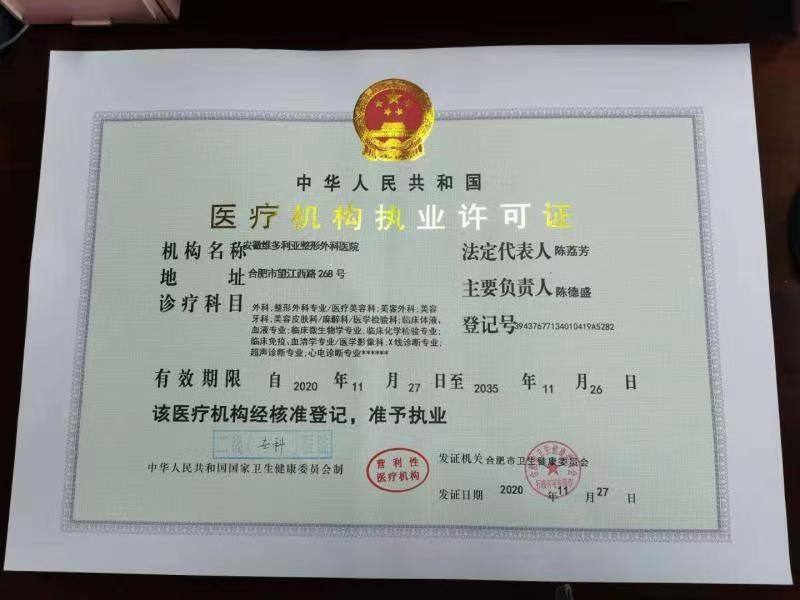 中华人民共和国
医疗机构执业许可证
机构名称 安徽维多利亚整形外科医院
法定代表人 陈荔芳
地址 合肥市望江西路268号
主要负责人 陈德盛
诊疗科目 外科;整形外科专业/医疗美容科;美容外科;美容
牙科;美容皮肤科/麻醉科/医学检验科;临床体液,
血液专业;临床微生物学专业;临床化学检验专业;
临床免疫,血清学专业/医学影像科;X线诊断专业;
超声诊断专业;心电诊断专业******
登记号 39437677134010419A5282
有效期限 自 2020 年 11 月 27 日至 2035 年 11 月 26 日
该医疗机构经核准登记，准予执业
二级（专科）医院
中华人民共和国国家卫生健康委员会制
营利性
医疗机构
发证机关 合肥市卫生健康委员会
发证日期 2020 年 11 月 27 日